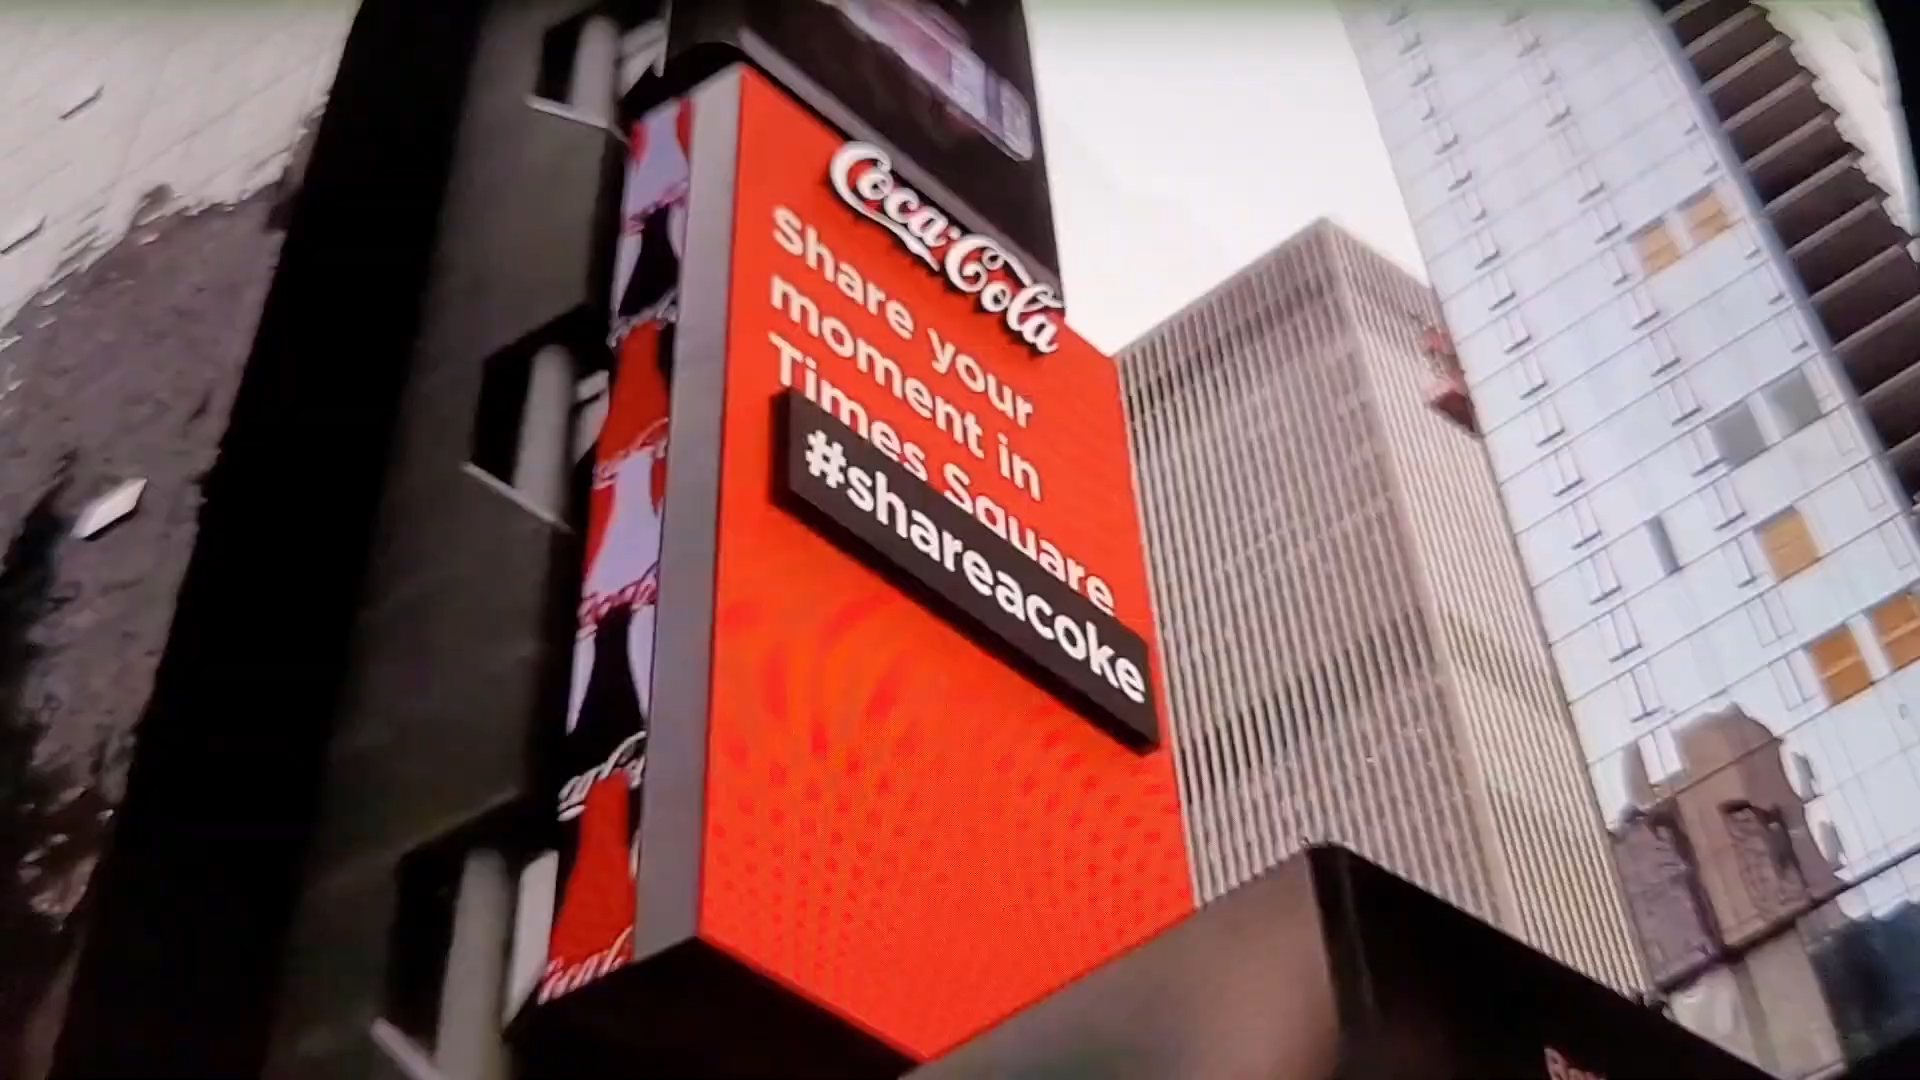 Coca-Cola
Share your
moment in
Times Square
#shareacoke